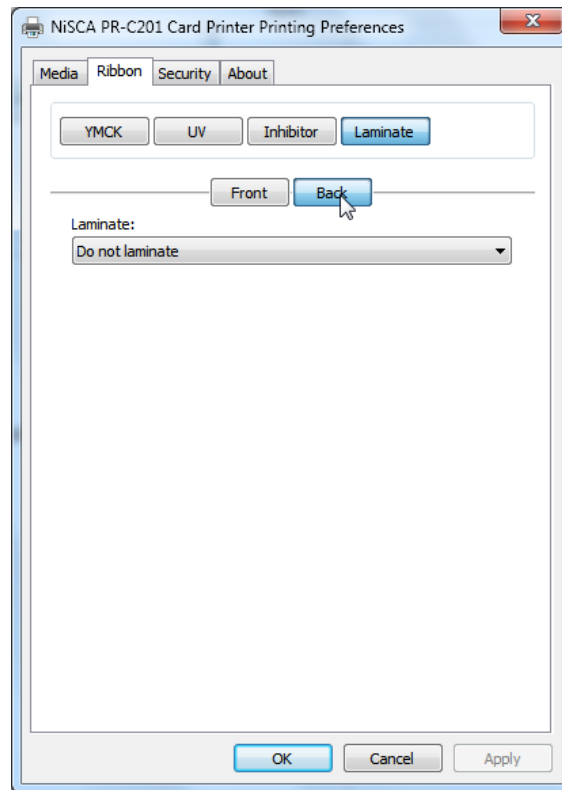 NiSCA PR-C201 Card Printer Printing Preferences
Media Ribbon Security About
YMCK UV Inhibitor Laminate
Front Back
Laminate:
Do not laminate
OK Cancel Apply